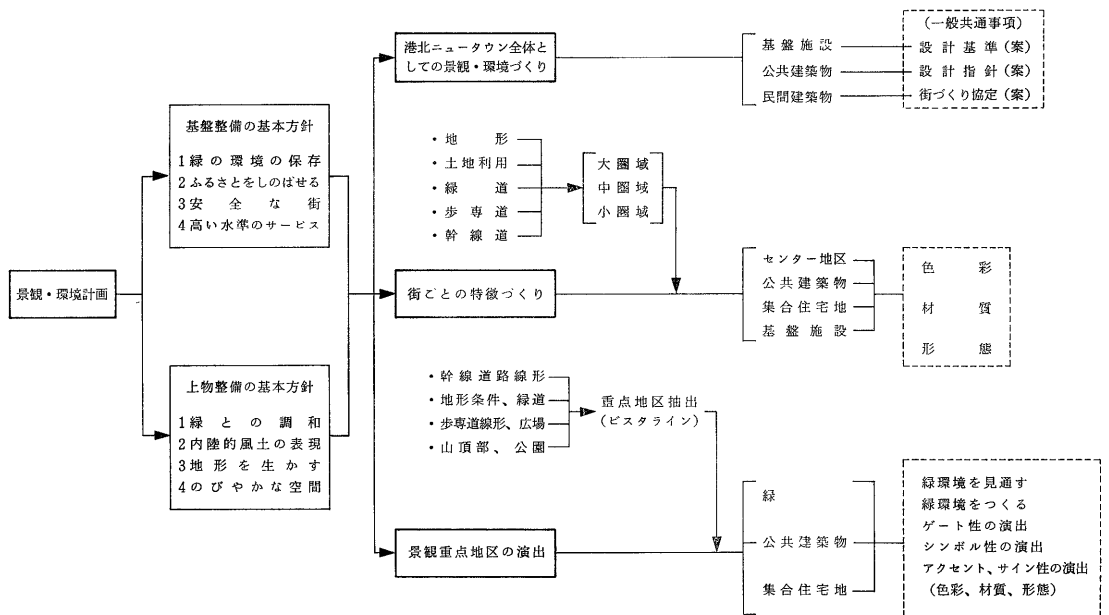 景観・環境計画
基盤整備の基本方針
1緑の環境の保存
2ふるさとをしのばせる
3安全な街
4高い水準のサービス
上物整備の基本方針
1緑との調和
2内陸的風土の表現
3地形を生かす
4のびやかな空間
港北ニュータウン全体と
しての景観・環境づくり
基盤施設
公共建築物
民間建築物
(一般共通事項)
設計基準(案)
設計指針(案)
街づくり協定(案)
・地形
・土地利用
・緑道
・歩専道
・幹線道
大圏域
中圏域
小圏域
街ごとの特徴づくり
センター地区
公共建築物
集合住宅地
基盤施設
色彩
材質
形態
・幹線道路線形
・地形条件、緑道
・歩専道線形、広場
・山頂部、公園
重点地区抽出
(ビスタライン)
景観重点地区の演出
緑
公共建築物
集合住宅地
緑環境を見通す
緑環境をつくる
ゲート性の演出
シンボル性の演出
アクセント、サイン性の演出
(色彩、材質、形態)